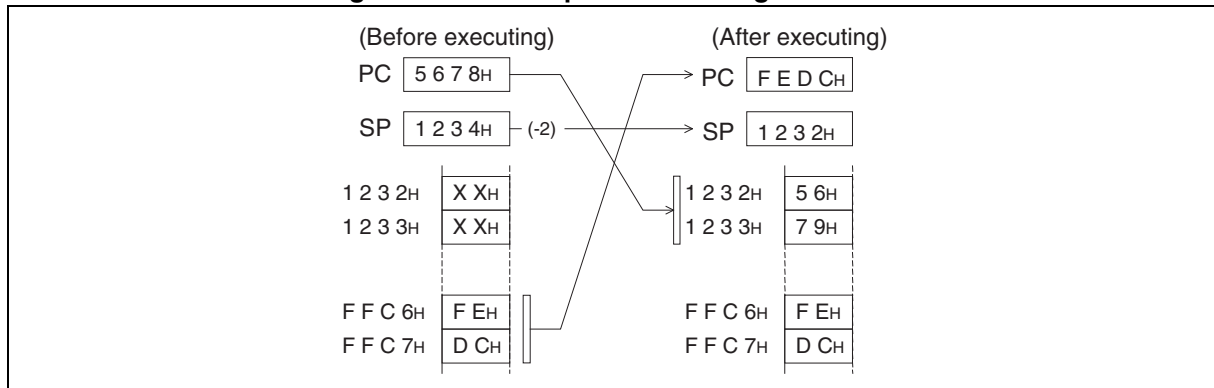 (Before executing) (After executing)
PC 5 6 7 8H PC F E D CH
SP 1 2 3 4H (-2) SP 1 2 3 2H
1 2 3 2H X XH 1 2 3 2H 5 6H
1 2 3 3H X XH 1 2 3 3H 7 9H
F F C 6H F EH F F C 6H F EH
F F C 7H D CH F F C 7H D CH